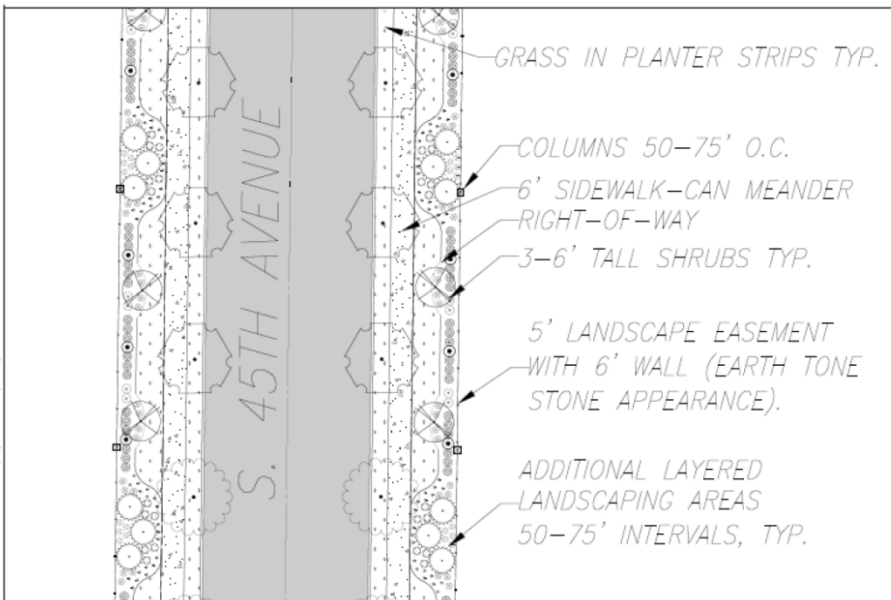 GRASS IN PLANTER STRIPS TYP.
COLUMNS 50-75' O.C.
6' SIDEWALK-CAN MEANDER
RIGHT-OF-WAY
3-6' TALL SHRUBS TYP.
5' LANDSCAPE EASEMENT
WITH 6' WALL (EARTH TONE
STONE APPEARANCE).
ADDITIONAL LAYERED
LANDSCAPING AREAS
50-75' INTERVALS, TYP.
S. 45TH AVENUE